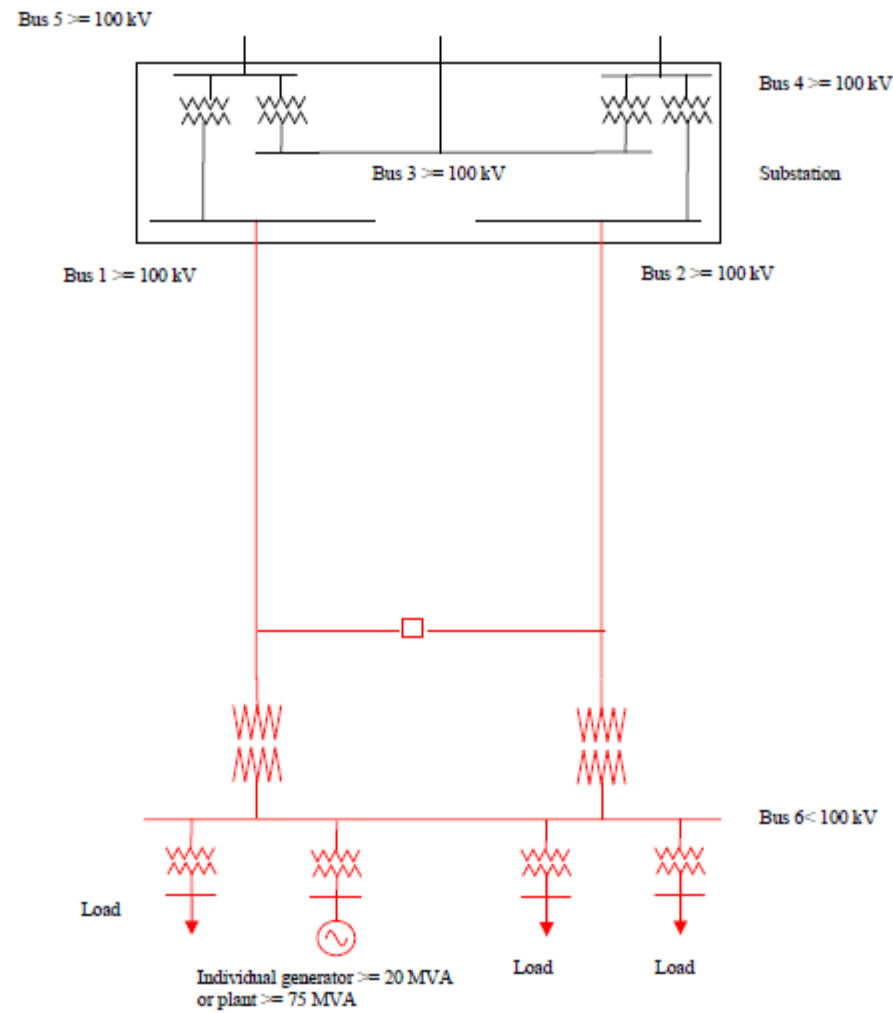 Bus 5 >= 100 kV
Bus 4 >= 100 kV
Bus 3 >= 100 kV
Substation
Bus 1 >= 100 kV
Bus 2 >= 100 kV
Bus 6< 100 kV
Load
Individual generator >= 20 MVA
or plant >= 75 MVA
Load
Load